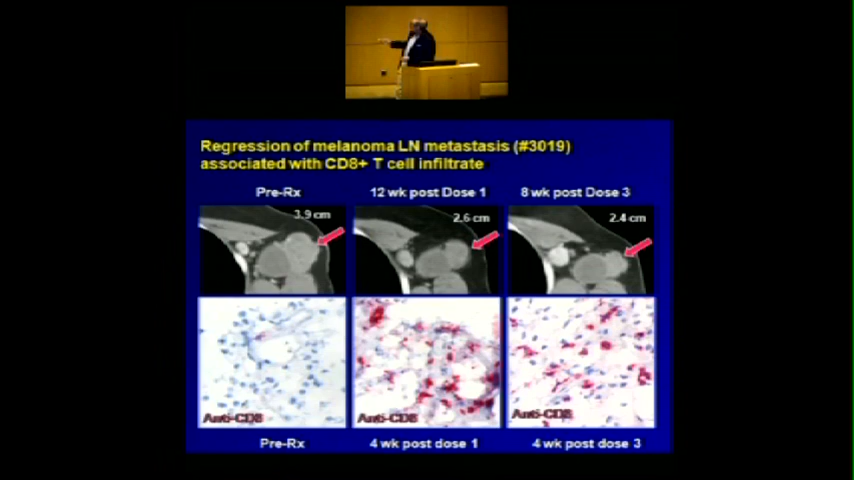 Regression of melanoma LN metastasis (#3019)
associated with CD8+ T cell infiltrate
Pre-Rx 12 wk post Dose 1 8 wk post Dose 3
3.9 cm 2.6 cm 2.4 cm
Anti-CD8 Anti-CD8 Anti-CD8
Pre-Rx 4 wk post dose 1 4 wk post dose 3